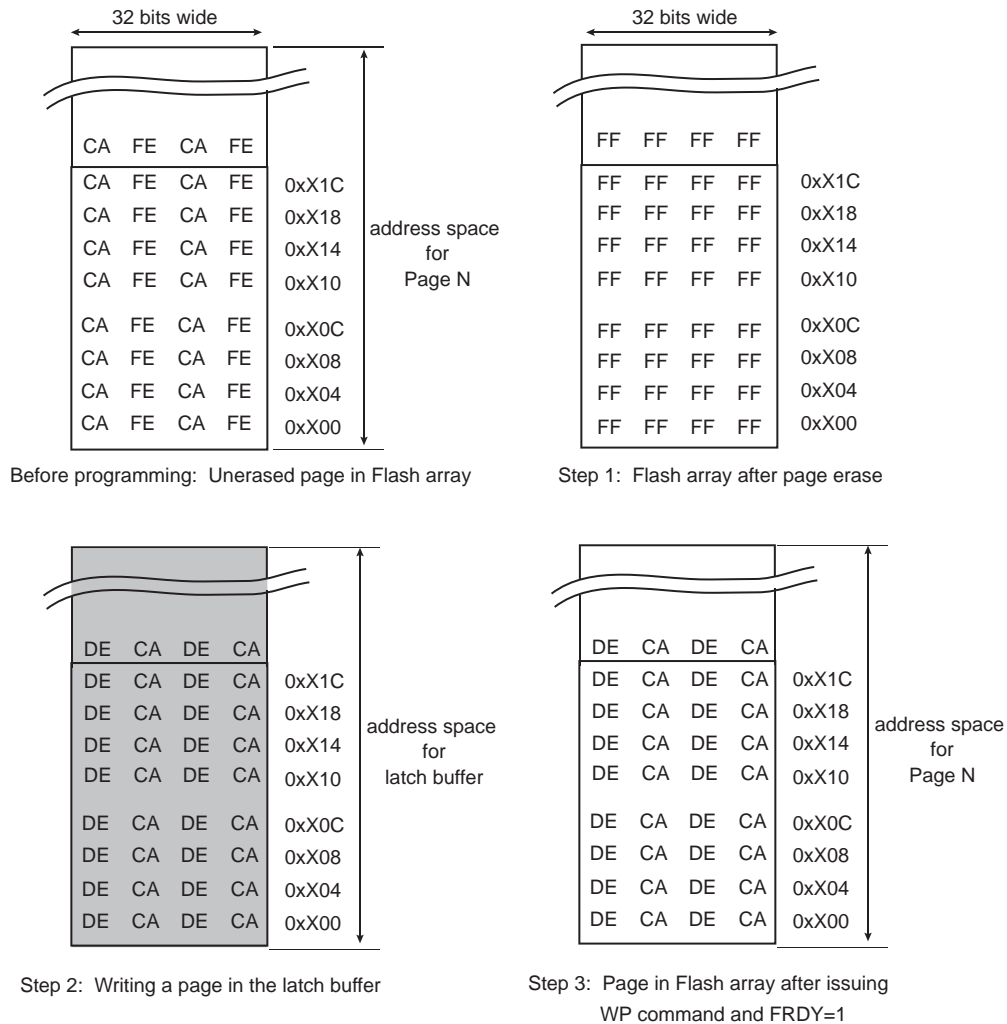 32 bits wide
CA FE CA FE
CA FE CA FE 0xX1C
CA FE CA FE 0xX18
CA FE CA FE 0xX14
CA FE CA FE 0xX10
CA FE CA FE 0xX0C
CA FE CA FE 0xX08
CA FE CA FE 0xX04
CA FE CA FE 0xX00
address space
for
Page N
Before programming: Unerased page in Flash array
32 bits wide
FF FF FF FF
FF FF FF FF 0xX1C
FF FF FF FF 0xX18
FF FF FF FF 0xX14
FF FF FF FF 0xX10
FF FF FF FF 0xX0C
FF FF FF FF 0xX08
FF FF FF FF 0xX04
FF FF FF FF 0xX00
Step 1: Flash array after page erase
DE CA DE CA
DE CA DE CA 0xX1C
DE CA DE CA 0xX18
DE CA DE CA 0xX14
DE CA DE CA 0xX10
DE CA DE CA 0xX0C
DE CA DE CA 0xX08
DE CA DE CA 0xX04
DE CA DE CA 0xX00
address space
for
latch buffer
Step 2: Writing a page in the latch buffer
DE CA DE CA
DE CA DE CA 0xX1C
DE CA DE CA 0xX18
DE CA DE CA 0xX14
DE CA DE CA 0xX10
DE CA DE CA 0xX0C
DE CA DE CA 0xX08
DE CA DE CA 0xX04
DE CA DE CA 0xX00
address space
for
Page N
Step 3: Page in Flash array after issuing
WP command and FRDY=1